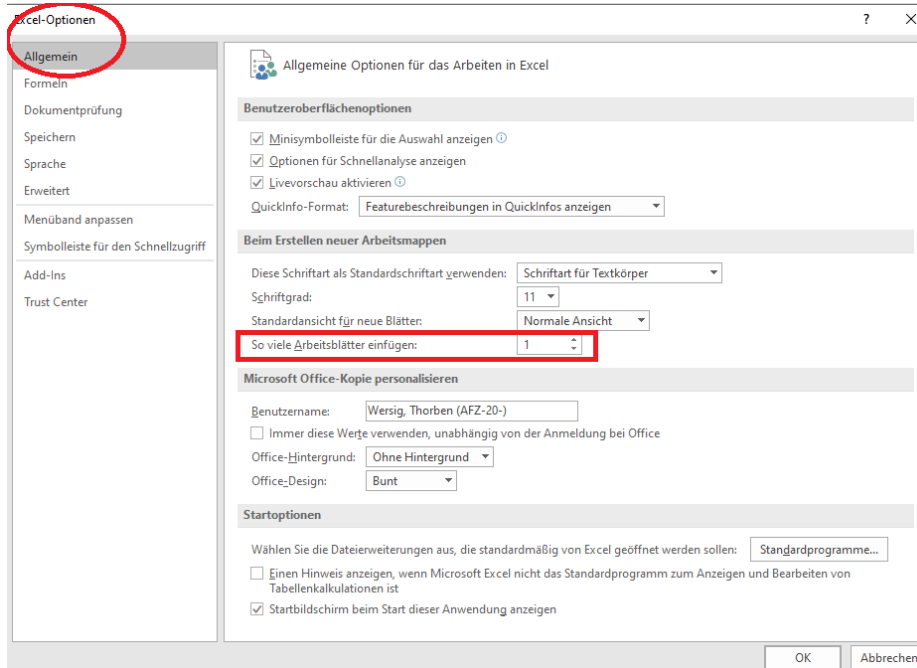 Excel-Optionen
?
Allgemein
Formeln
Dokumentprüfung
Speichern
Sprache
Erweitert
Menüband anpassen
Symbolleiste für den Schnellzugriff
Add-Ins
Trust Center
Allgemeine Optionen für das Arbeiten in Excel
Benutzeroberflächenoptionen
Minisymbolleiste für die Auswahl anzeigen
Optionen für Schnellanalyse anzeigen
Livevorschau aktivieren
QuickInfo-Format: Featurebeschreibungen in QuickInfos anzeigen
Beim Erstellen neuer Arbeitsmappen
Diese Schriftart als Standardschriftart verwenden: Schriftart für Textkörper
Schriftgrad: 11
Standardansicht für neue Blätter: Normale Ansicht
So viele Arbeitsblätter einfügen: 1
Microsoft Office-Kopie personalisieren
Benutzername: Wersig, Thorben (AFZ-20-)
Immer diese Werte verwenden, unabhängig von der Anmeldung bei Office
Office-Hintergrund: Ohne Hintergrund
Office-Design: Bunt
Startoptionen
Wählen Sie die Dateierweiterungen aus, die standardmäßig von Excel geöffnet werden sollen: Standardprogramme...
Einen Hinweis anzeigen, wenn Microsoft Excel nicht das Standardprogramm zum Anzeigen und Bearbeiten von
Tabellenkalkulationen ist
Startbildschirm beim Start dieser Anwendung anzeigen
OK Abbrechen